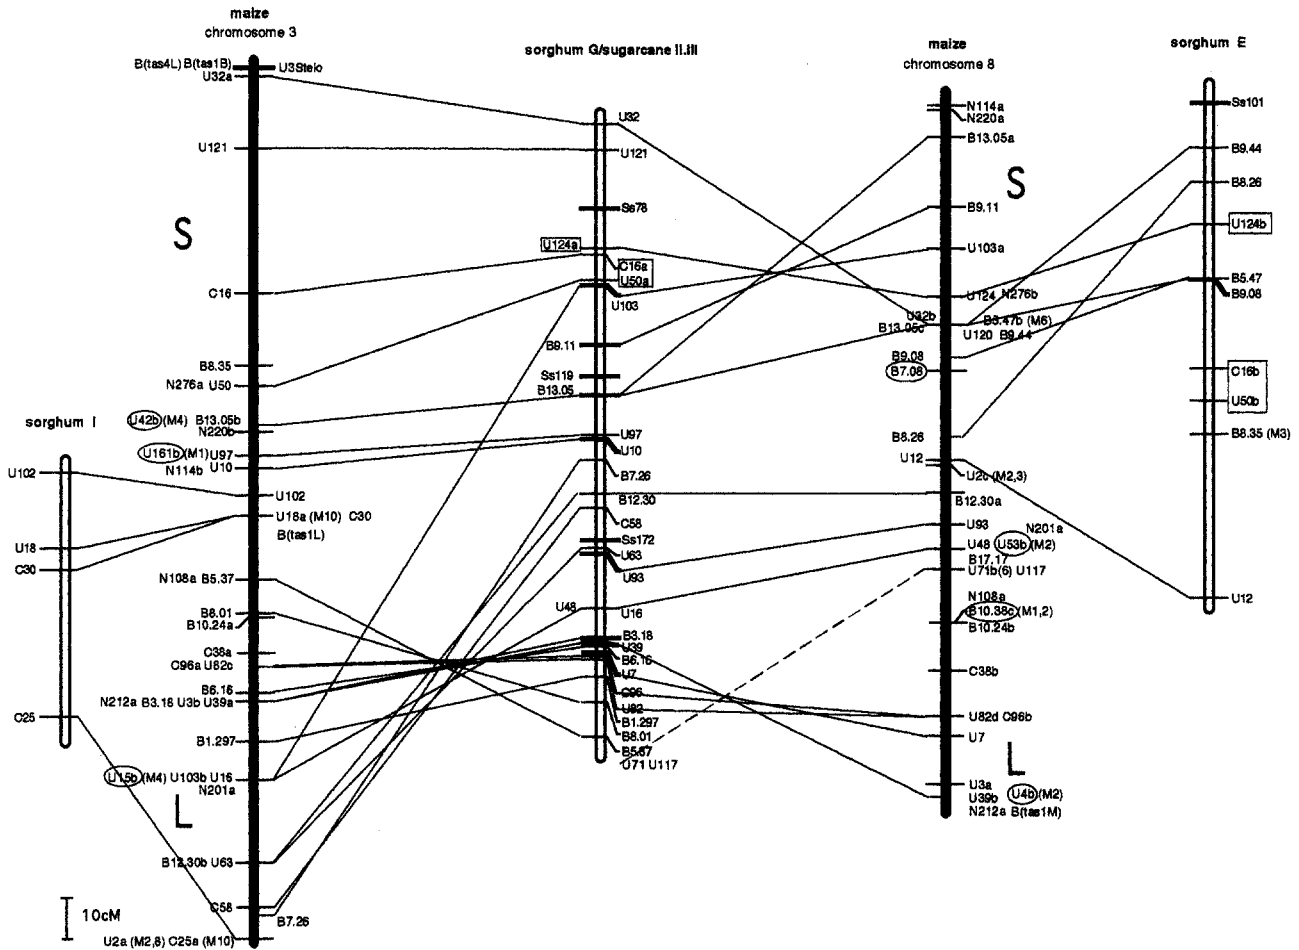 maize
chromosome 3
B(tas4L) B(tas1B)
U3Stelo
U32a
U121
S
C16
B8.35
N276a U50
U42b (M4) B13.05b
N220b
U161b (M1) U97
N114b U10
U102
U18a (M10) C30
B(tas1L)
N108a B5.37
B8.01
B10.24a
C38a
C96a U82c
B6.16
N212a B3.18 U3b U39a
B1.297
U15b (M4) U103b U16
N201a
L
B12.30b U63
C58
B7.26
U2a (M2,8) C25a (M10)
sorghum I
U102
U18
C30
C25
10cM
sorghum G/sugarcane II.III
U32
U121
Ss78
U124a
C16a
U50a
U103
B9.11
Ss119
B13.05
U97
U10
B7.26
B12.30
C58
Ss172
U63
U93
U48
U16
B3.18
U39
B6.16
U7
C96
U82
B1.297
B8.01
B5.37
U71 U117
maize
chromosome 8
N114a
N220a
B13.05a
S
B9.11
U103a
U124 N276b
U32b
B5.47b (M6)
B13.05c
U120 B9.44
B9.08
B7.08
B8.26
U12
U20 (M2,3)
B12.30a
N201a
U93
U48 U53b (M2)
B17.17
U71b(6) U117
N108a
B10.38c (M1,2)
B10.24b
C38b
U82d C96b
U7
L
U3a
U39b U4b (M2)
N212a B(tas1M)
sorghum E
Ss101
B9.44
B8.26
U124b
B5.47
B9.08
C16b
U50b
B8.35 (M3)
U12